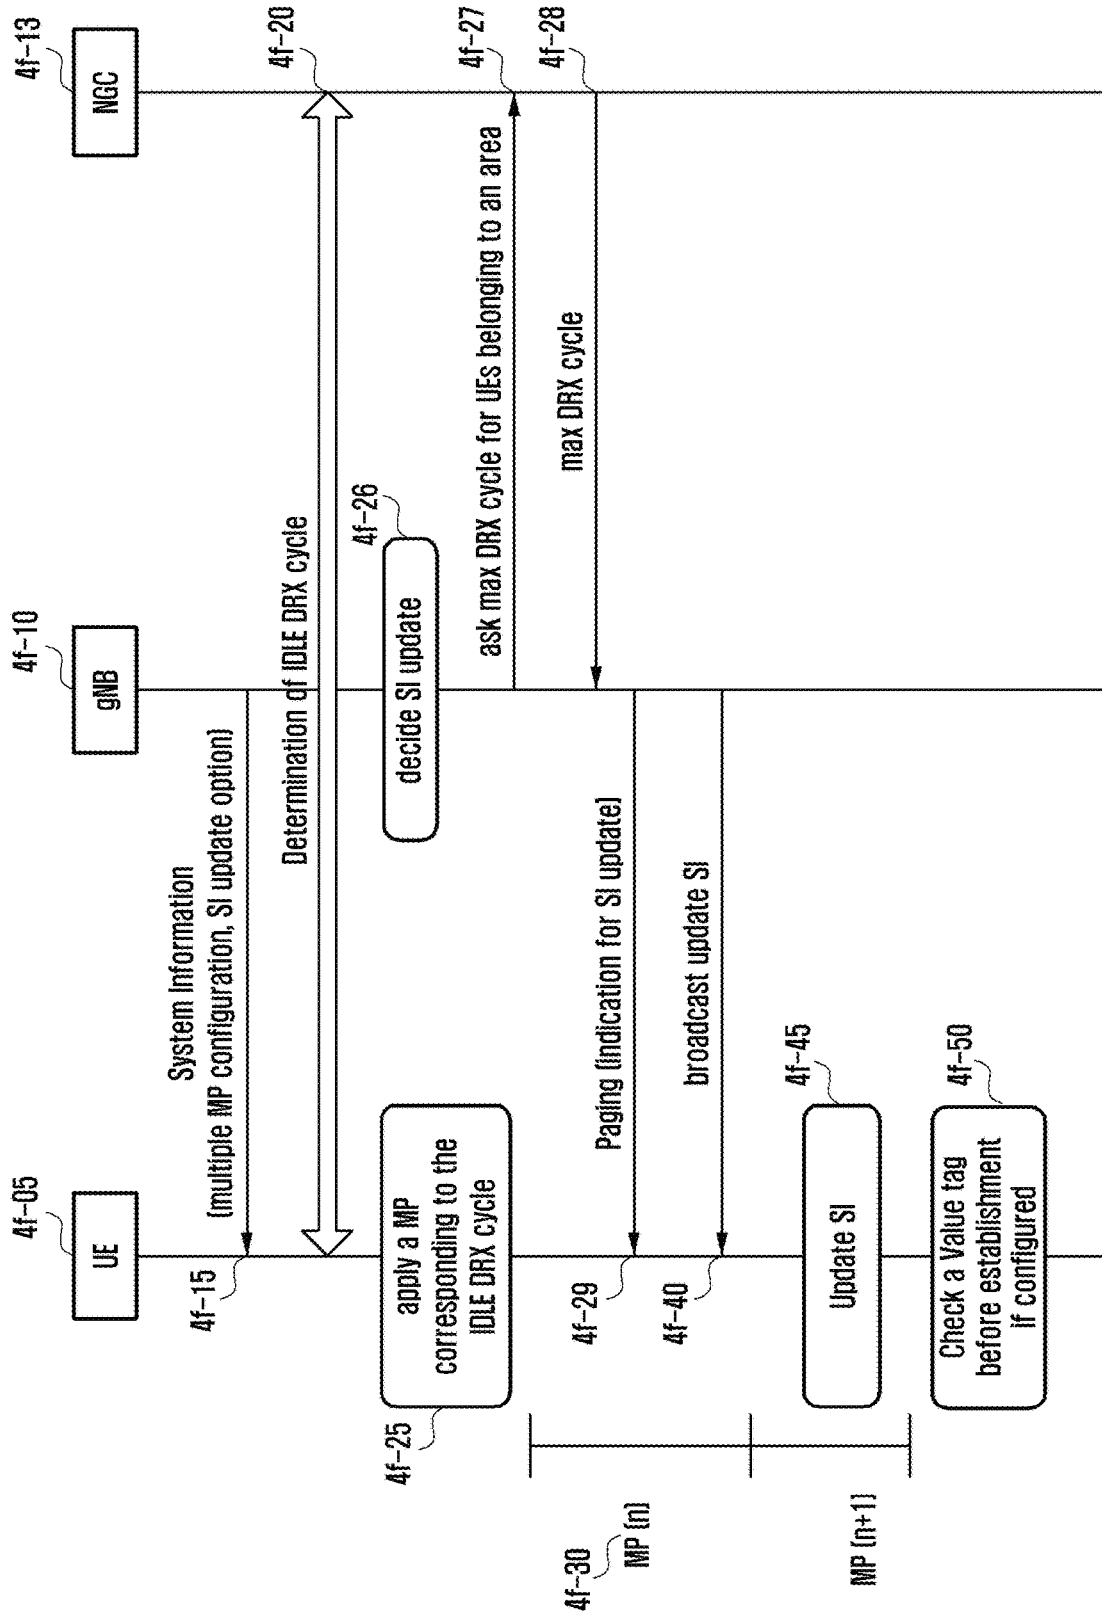 4f-05
UE
4f-10
gNB
4f-13
NGC
System Information
(multiple MP configuration, SI update option)
4f-15
Determination of IDLE DRX cycle
4f-20
apply a MP
corresponding to the
IDLE DRX cycle
4f-25
decide SI update
4f-26
ask max DRX cycle for UEs belonging to an area
4f-27
max DRX cycle
4f-28
Paging (indication for SI update)
4f-29
4f-30
MP (n)
broadcast update SI
4f-40
Update SI
4f-45
MP (n+1)
Check a Value tag
before establishment
if configured
4f-50